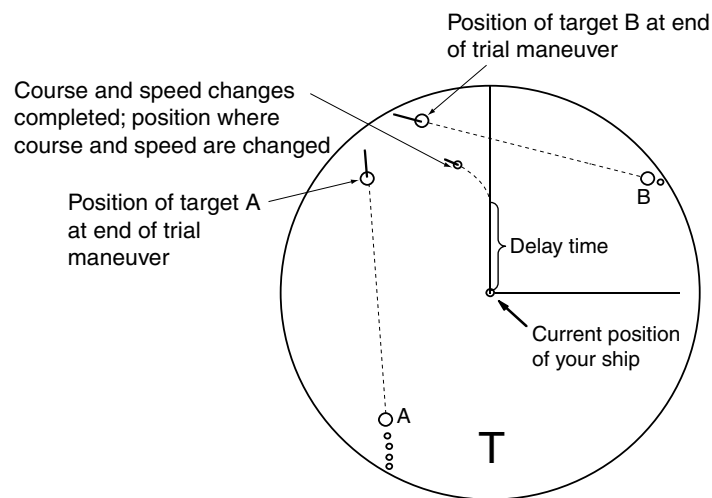 Position of target B at end
of trial maneuver
Course and speed changes
completed; position where
course and speed are changed
Position of target A
at end of trial
maneuver
B
Delay time
Current position
of your ship
A
T